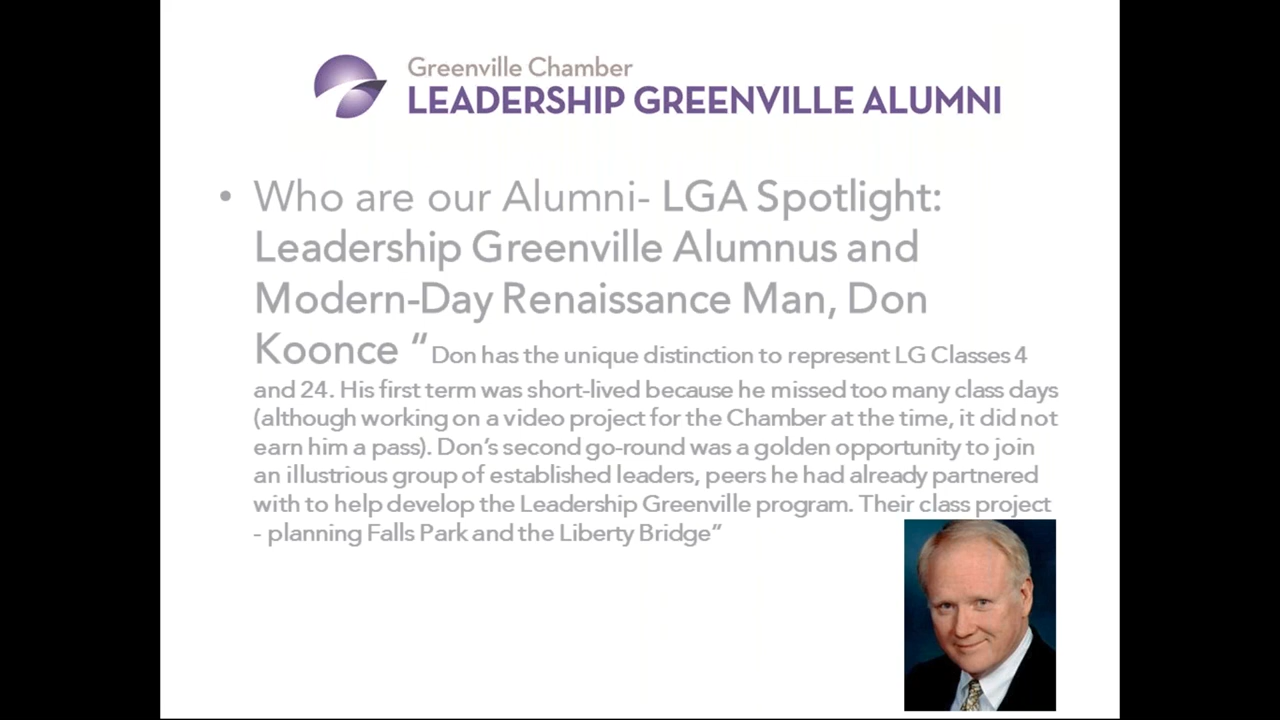 Greenville Chamber
LEADERSHIP GREENVILLE ALUMNI
• Who are our Alumni- LGA Spotlight:
Leadership Greenville Alumnus and
Modern-Day Renaissance Man, Don
Koonce “Don has the unique distinction to represent LG Classes 4
and 24. His first term was short-lived because he missed too many class days
(although working on a video project for the Chamber at the time, it did not
earn him a pass). Don’s second go-round was a golden opportunity to join
an illustrious group of established leaders, peers he had already partnered
with to help develop the Leadership Greenville program. Their class project
- planning Falls Park and the Liberty Bridge”